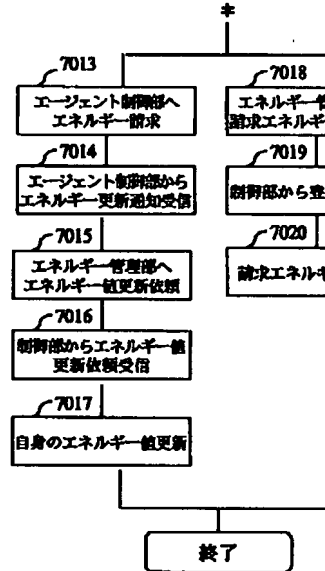 *
7013
エージェント制御部へ
エネルギー請求
7014
エージェント制御部から
エネルギー更新通知受信
7015
エネルギー管理部へ
エネルギー値更新依頼
7016
制御部からエネルギー値
更新依頼受信
7017
自身のエネルギー値更新
7018
エネルギー管
請求エネルギ
7019
制御部から登
7020
請求エネルギ
終了